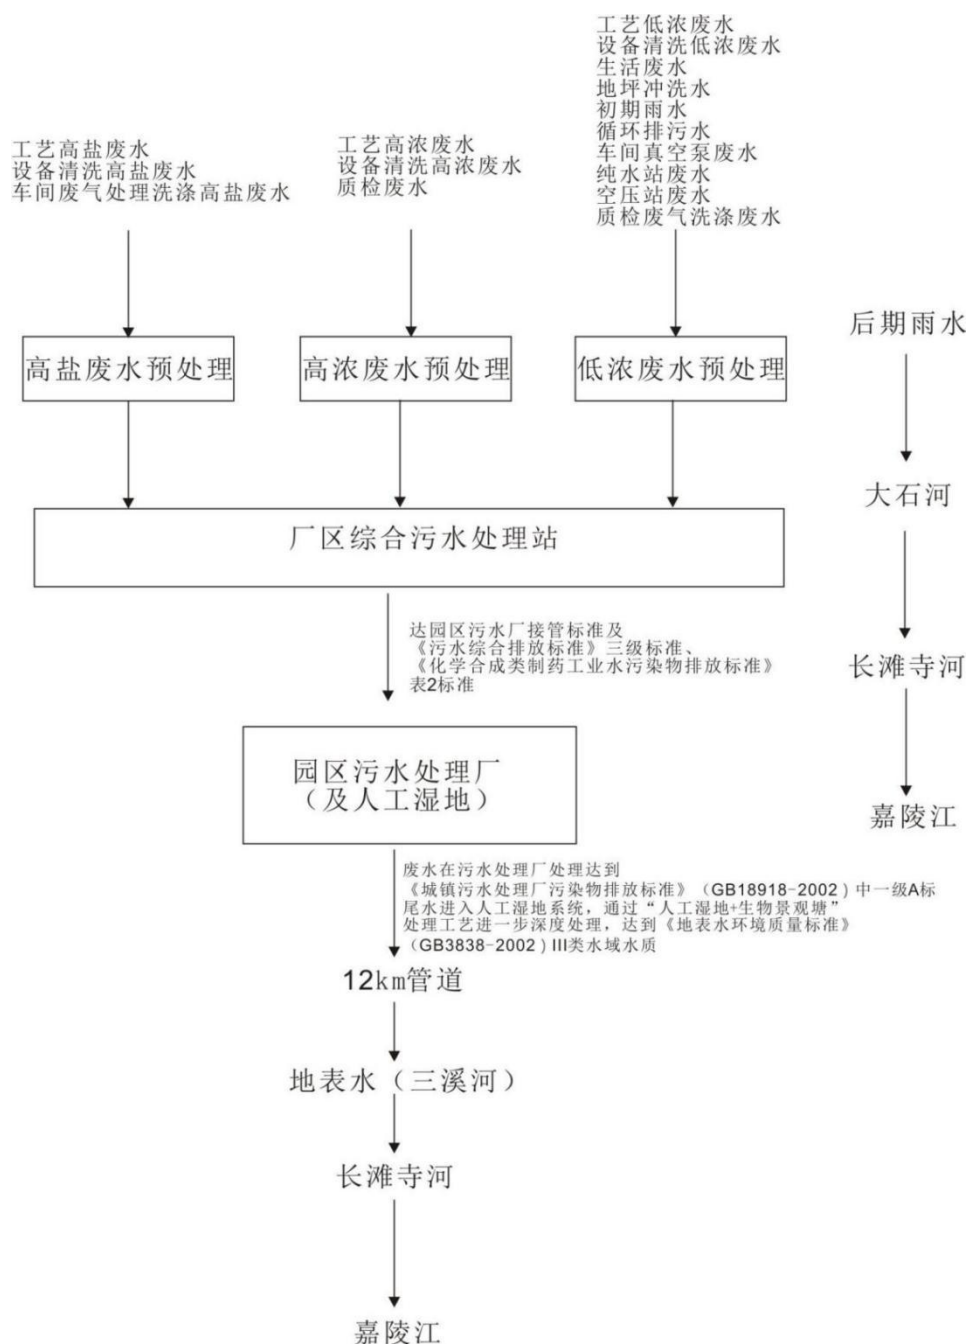 工艺高盐废水
设备清洗高盐废水
车间废气处理洗涤高盐废水
工艺高浓废水
设备清洗高浓废水
质检废水
工艺低浓废水
设备清洗低浓废水
生活废水
地坪冲洗水
初期雨水
循环排污水
车间真空泵废水
纯水站废水
空压站废水
质检废气洗涤废水
高盐废水预处理
高浓废水预处理
低浓废水预处理
厂区综合污水处理站
达园区污水厂接管标准及
《污水综合排放标准》三级标准、
《化学合成类制药工业水污染物排放标准》
表2标准
园区污水处理厂
（及人工湿地）
废水在污水处理厂处理达到
《城镇污水处理厂污染物排放标准》（GB18918-2002）中一级A标
尾水进入人工湿地系统，通过“人工湿地+生物景观塘”
处理工艺进一步深度处理，达到《地表水环境质量标准》
（GB3838-2002）III类水域水质
12km管道
地表水（三溪河）
长滩寺河
嘉陵江
后期雨水
大石河
长滩寺河
嘉陵江